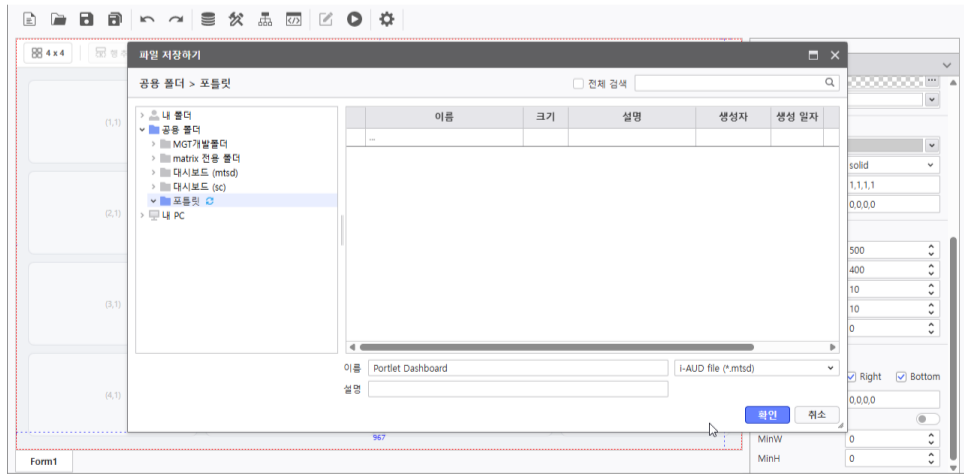 4 x 4
행 추
파일 저장하기
공용 폴더 > 포틀릿
전체 검색
내 폴더
공용 폴더
MGT개발폴더
matrix 전용 폴더
대시보드 (mtsd)
대시보드 (sc)
포틀릿
내 PC
이름 크기 설명 생성자 생성 일자
...
이름 Portlet Dashboard i-AUD file (*.mtsd)
설명
확인 취소
(1,1)
(2,1)
(3,1)
(4,1)
967
Form1
...
solid
1,1,1,1
0,0,0,0
500
400
10
10
0
Right Bottom
0,0,0,0
MinW 0
MinH 0